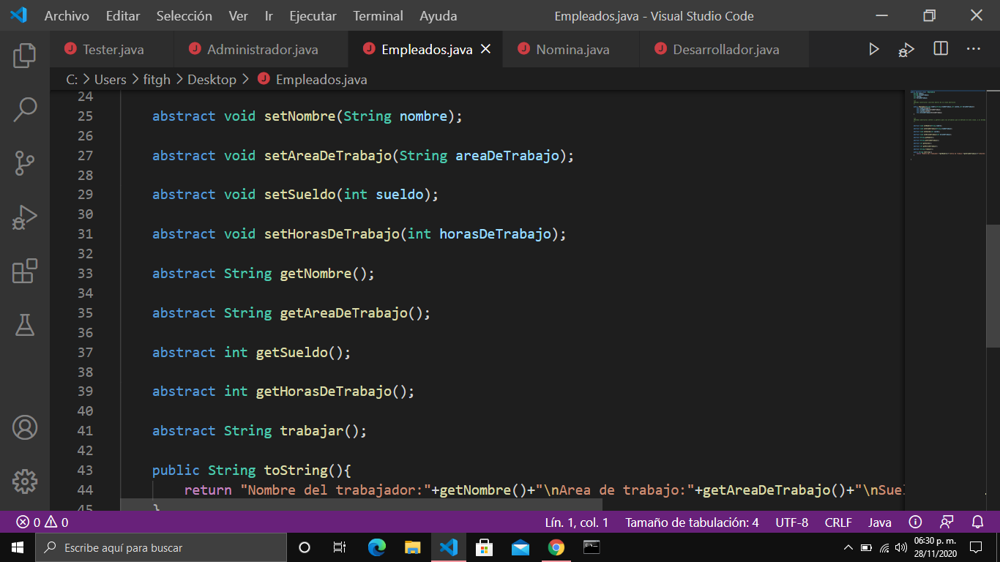 Archivo Editar Selección Ver Ir Ejecutar Terminal Ayuda Empleados.java - Visual Studio Code
Tester.java Administrador.java Empleados.java Nomina.java Desarrollador.java
C: > Users > fitgh > Desktop > Empleados.java
24
25 abstract void setNombre(String nombre);
26
27 abstract void setAreaDeTrabajo(String areaDeTrabajo);
28
29 abstract void setSueldo(int sueldo);
30
31 abstract void setHorasDeTrabajo(int horasDeTrabajo);
32
33 abstract String getNombre();
34
35 abstract String getAreaDeTrabajo();
36
37 abstract int getSueldo();
38
39 abstract int getHorasDeTrabajo();
40
41 abstract String trabajar();
42
43 public String toString(){
44 return "Nombre del trabajador:"+getNombre()+"\nArea de trabajo:"+getAreaDeTrabajo()+"\nSuel
45 }
0 0 Lín. 1, col. 1 Tamaño de tabulación: 4 UTF-8 CRLF Java
Escribe aquí para buscar
06:30 p. m.
28/11/2020